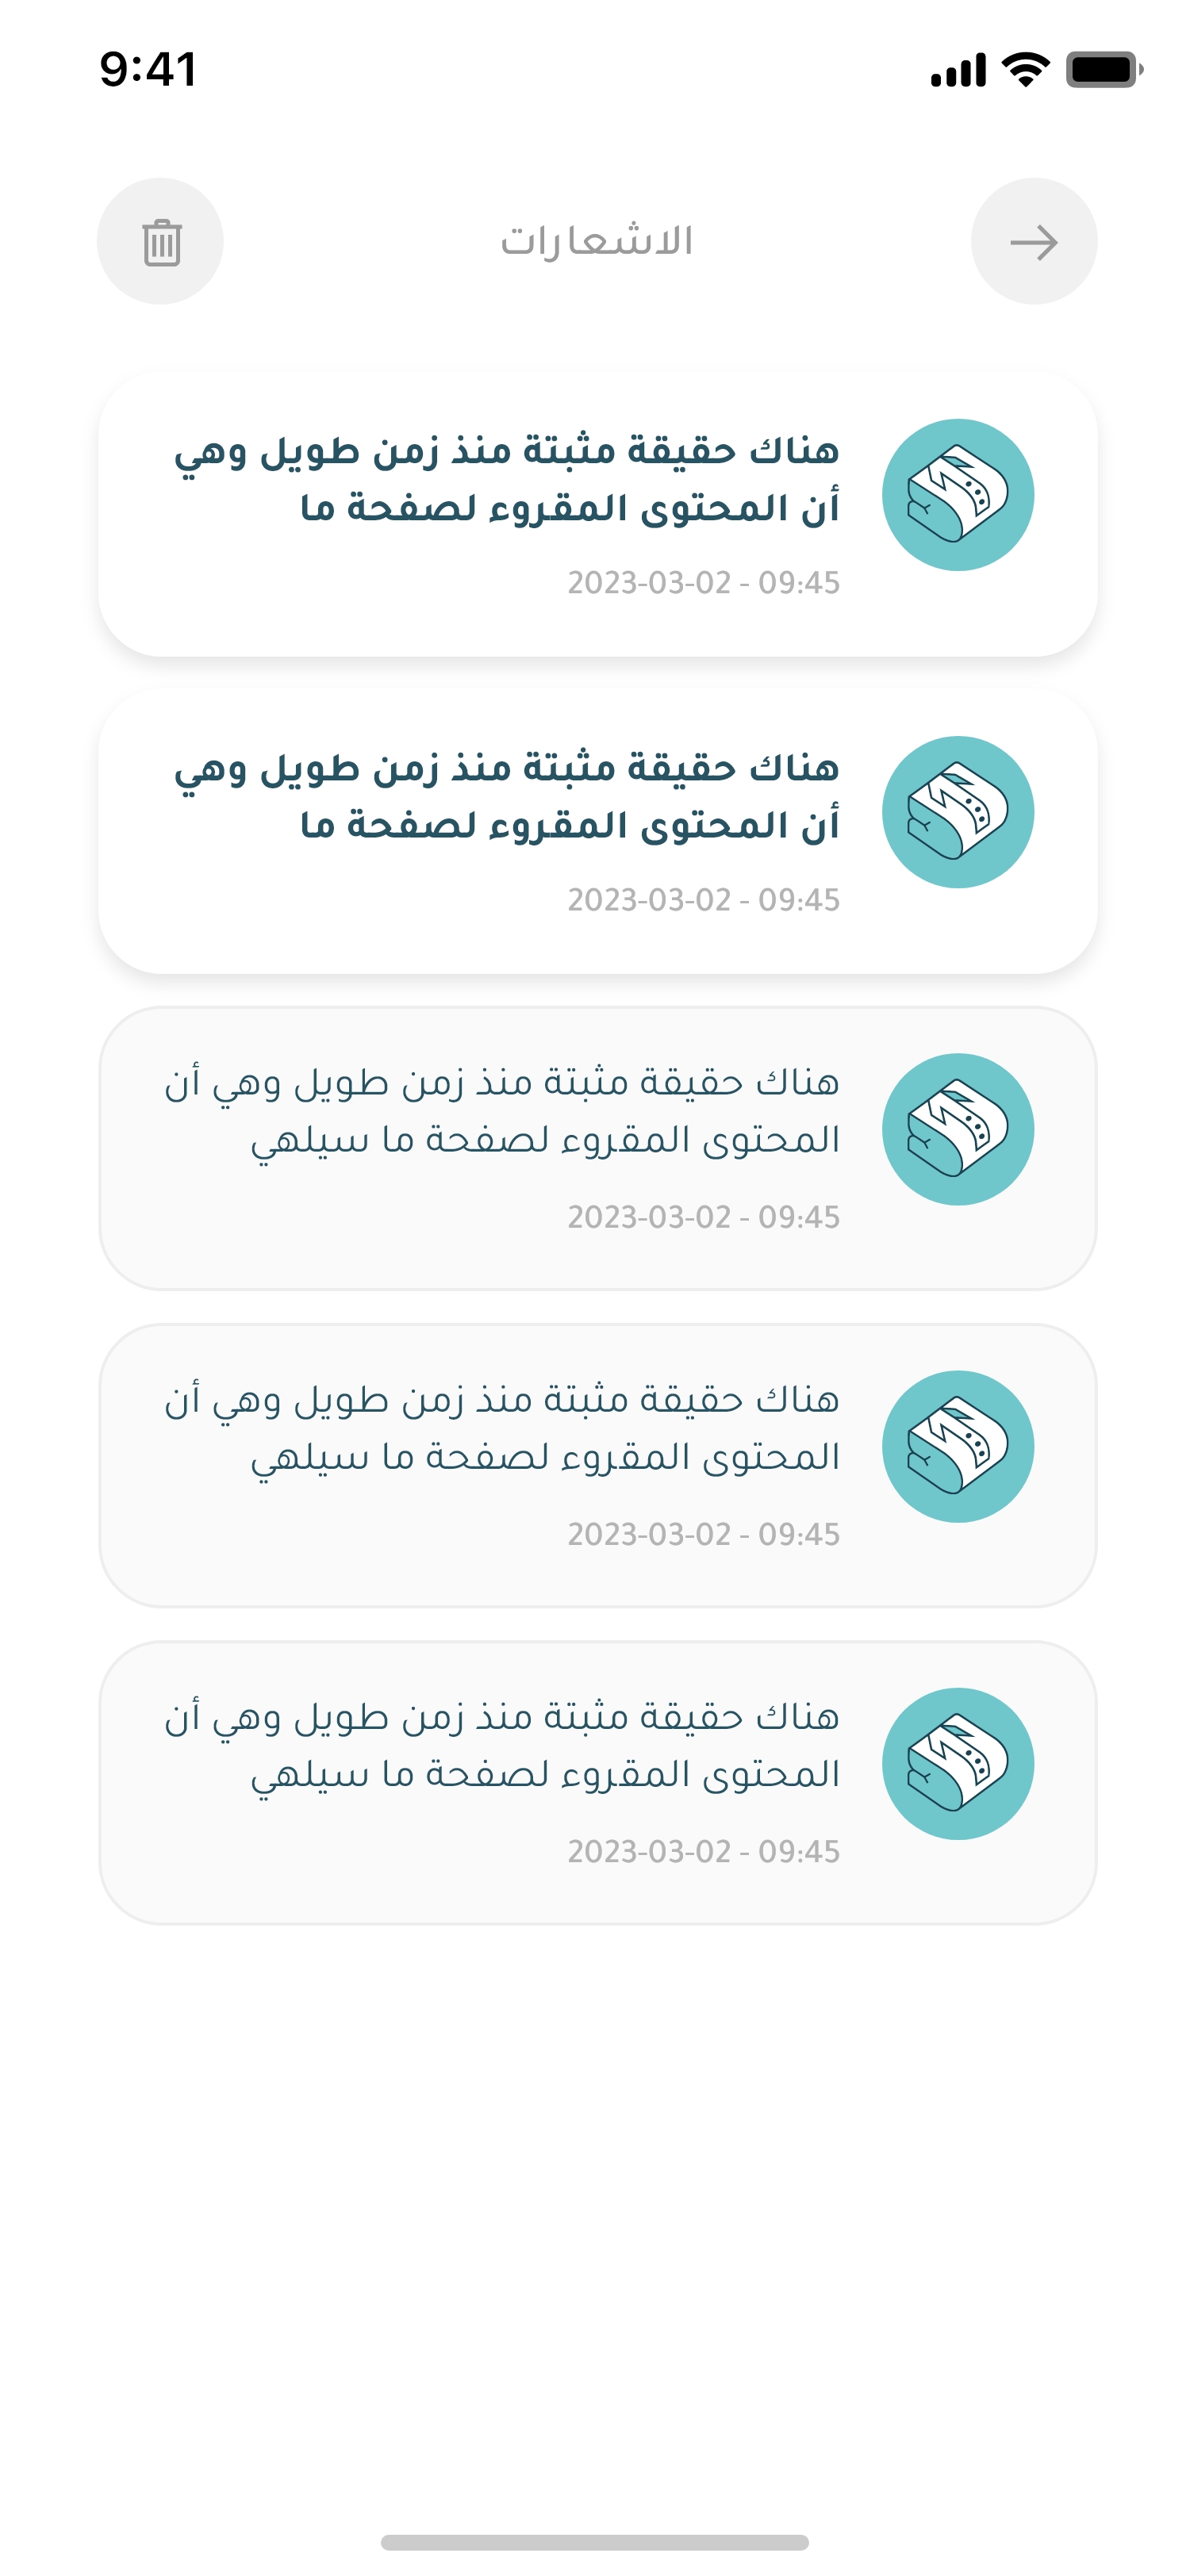 9:41
الاشعارات
هناك حقيقة مثبتة منذ زمن طويل وهي
أن المحتوى المقروء لصفحة ما
2023-03-02 - 09:45
هناك حقيقة مثبتة منذ زمن طويل وهي
أن المحتوى المقروء لصفحة ما
2023-03-02 - 09:45
هناك حقيقة مثبتة منذ زمن طويل وهي أن
المحتوى المقروء لصفحة ما سيلهي
2023-03-02 - 09:45
هناك حقيقة مثبتة منذ زمن طويل وهي أن
المحتوى المقروء لصفحة ما سيلهي
2023-03-02 - 09:45
هناك حقيقة مثبتة منذ زمن طويل وهي أن
المحتوى المقروء لصفحة ما سيلهي
2023-03-02 - 09:45